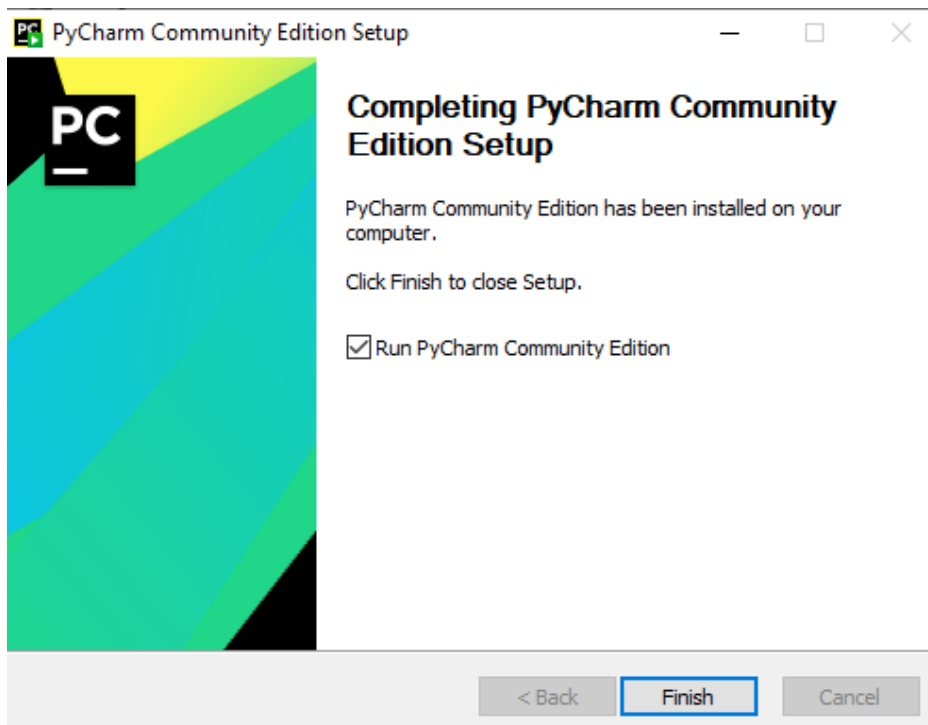 PyCharm Community Edition Setup
PC
Completing PyCharm Community
Edition Setup
PyCharm Community Edition has been installed on your
computer.
Click Finish to close Setup.
Run PyCharm Community Edition
< Back
Finish
Cancel